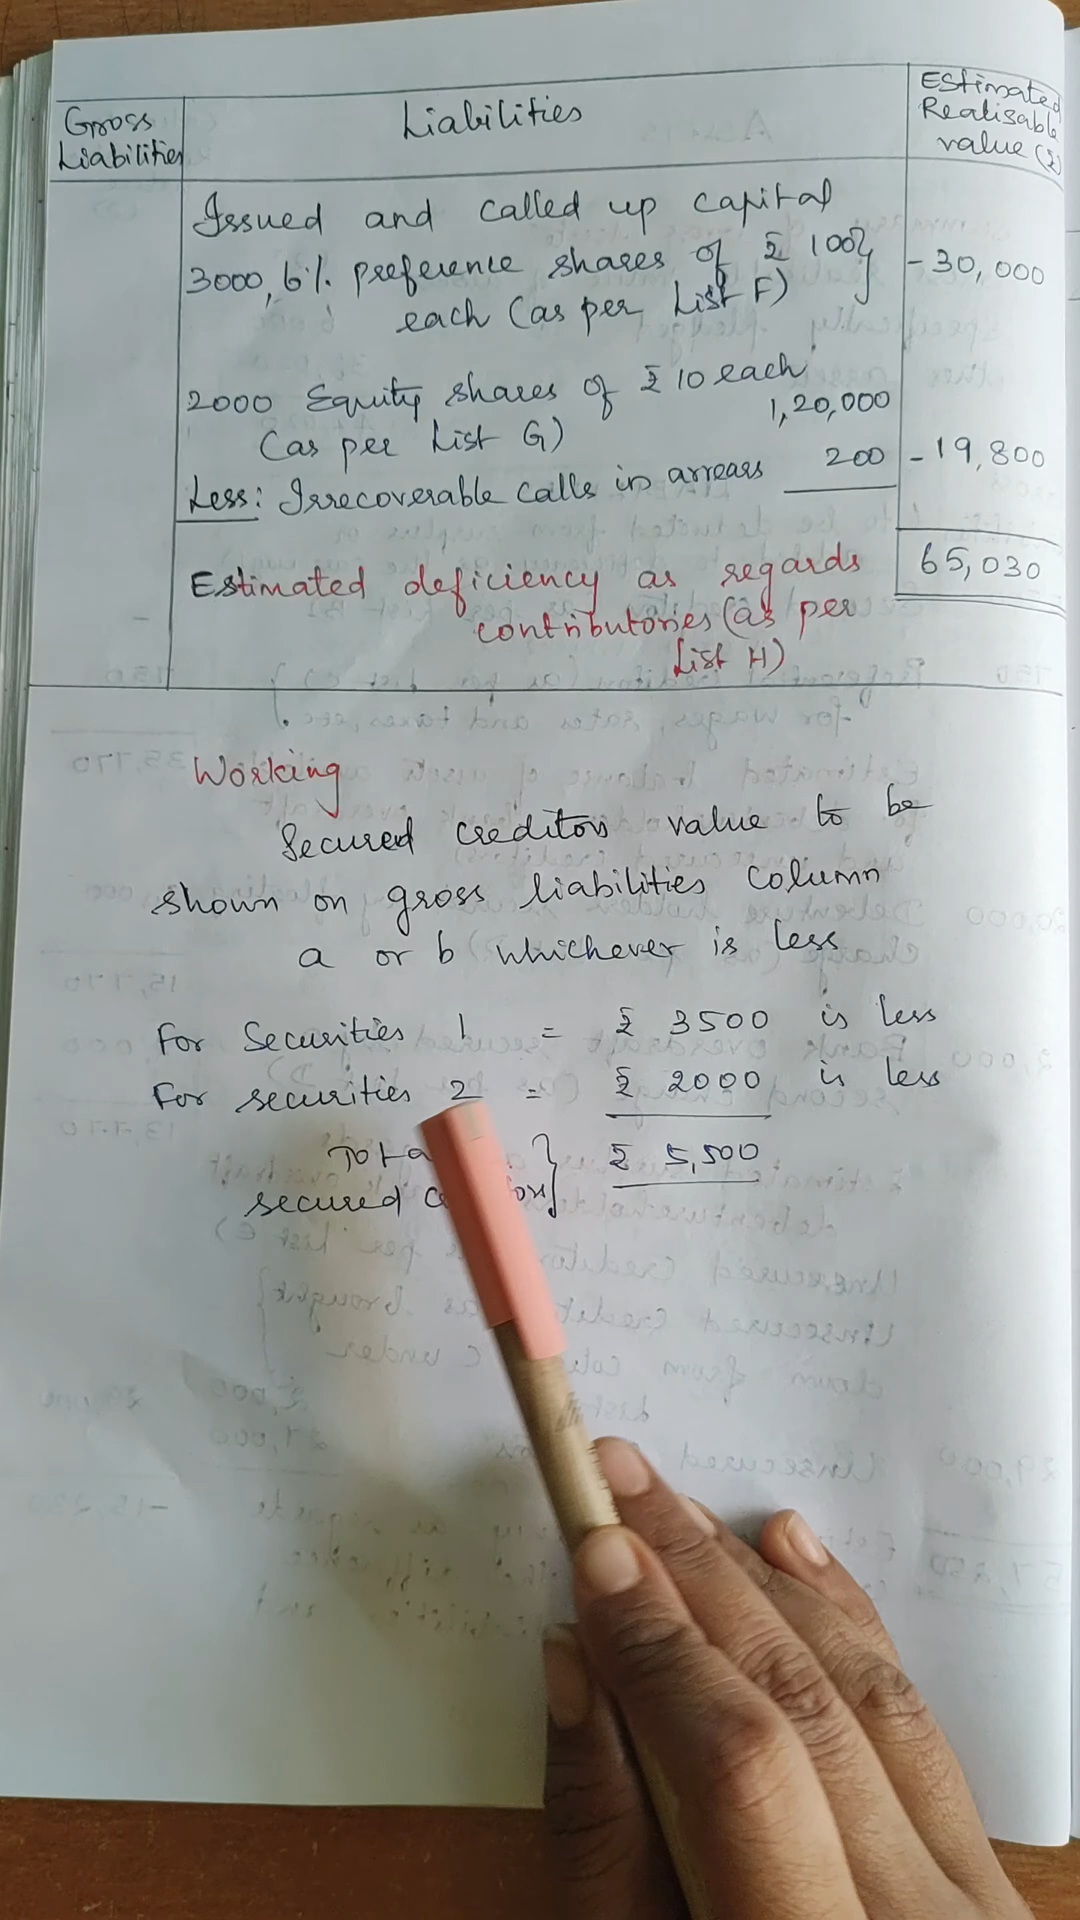 Gross Liabilities
Liabilities
Estimated Realisable value (₹)
Issued and called up capital
3000, 6% preference shares of ₹ 100 } - 30,000
each (as per List F)
2000 Equity shares of ₹ 10 each
(as per List G) 1,20,000
Less: Irrecoverable calls in arrears 200 - 19,800
Estimated deficiency as regards 65,030
contributories (as per
List H)
Working
Secured creditors value to be
shown on gross liabilities column
a or b whichever is less
For Securities 1 = ₹ 3500 is less
For securities 2 = ₹ 2000 is less
} ₹ 5,500
secured